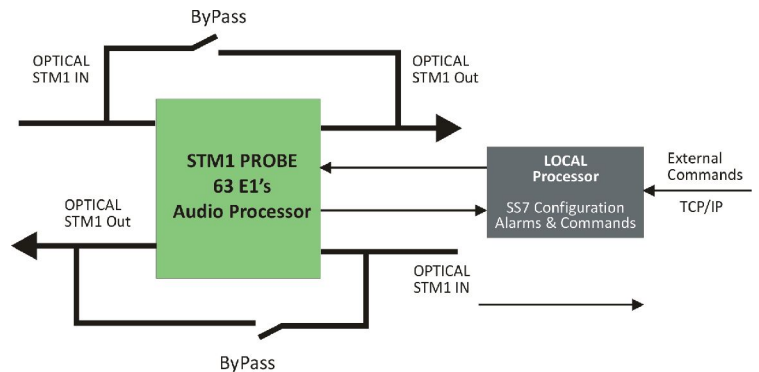 ByPass
OPTICAL
STM1 IN
OPTICAL
STM1 Out
STM1 PROBE
63 E1's
Audio Processor
LOCAL
Processor
SS7 Configuration
Alarms & Commands
External
Commands
TCP/IP
OPTICAL
STM1 Out
OPTICAL
STM1 IN
ByPass